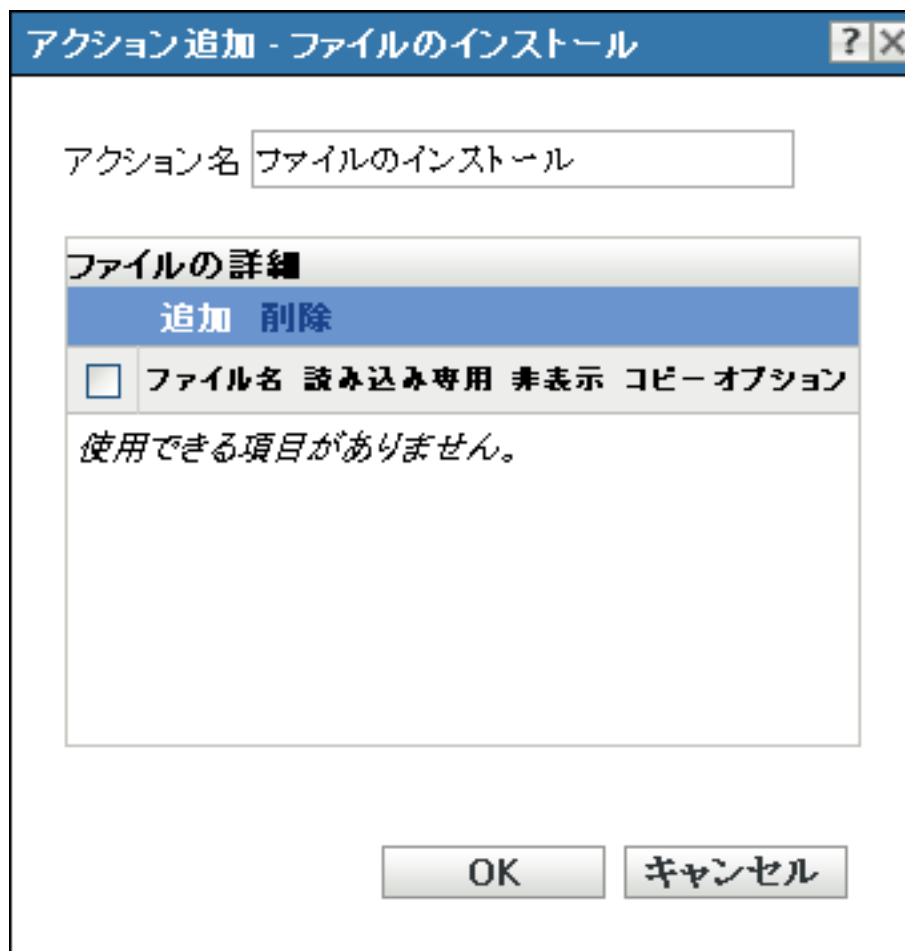 アクション追加 - ファイルのインストール ? ×
アクション名 ファイルのインストール
ファイルの詳細
追加 削除
ファイル名 読み込み専用 非表示 コピーオプション
使用できる項目がありません。
OK キャンセル